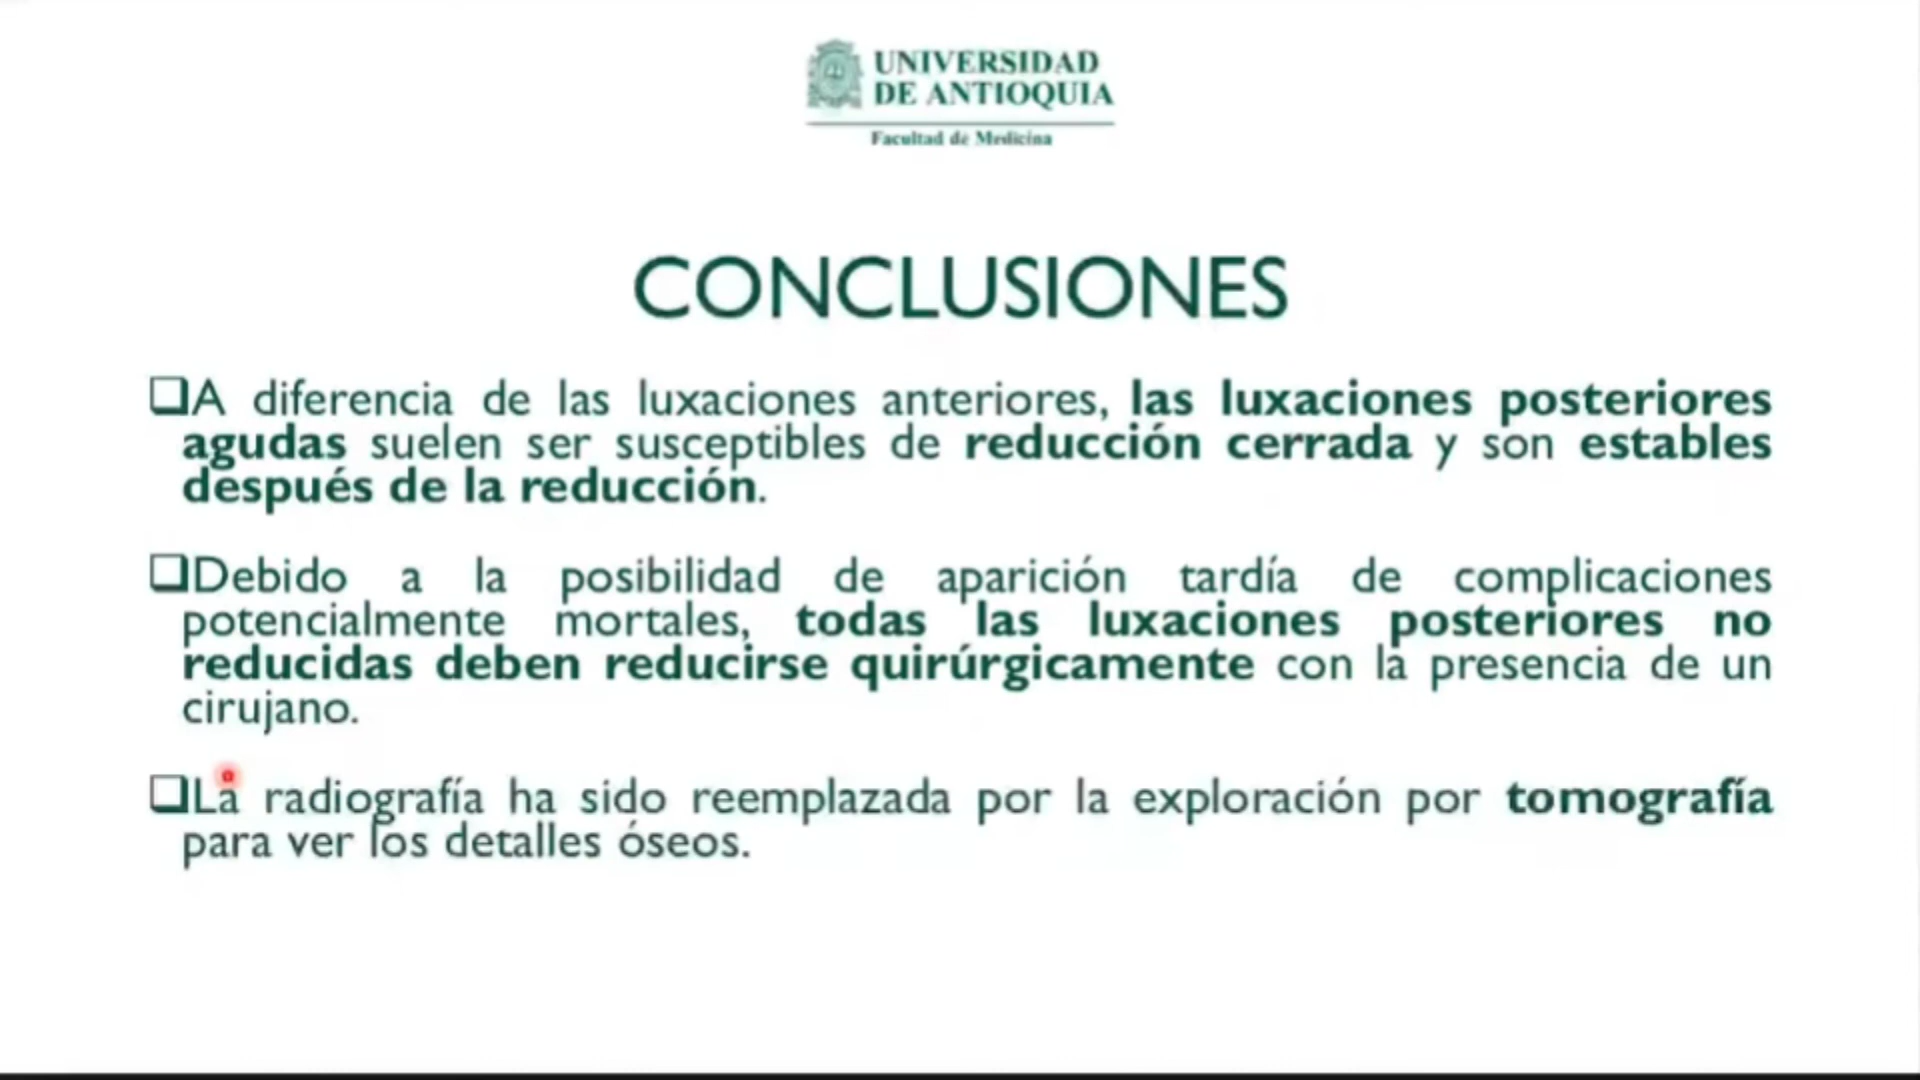 UNIVERSIDAD
DE ANTIOQUIA
Facultad de Medicina
CONCLUSIONES
❑A diferencia de las luxaciones anteriores, las luxaciones posteriores
agudas suelen ser susceptibles de reducción cerrada y son estables
después de la reducción.
❑Debido a la posibilidad de aparición tardía de complicaciones
potencialmente mortales, todas las luxaciones posteriores no
reducidas deben reducirse quirúrgicamente con la presencia de un
cirujano.
❑La radiografía ha sido reemplazada por la exploración por tomografía
para ver los detalles óseos.